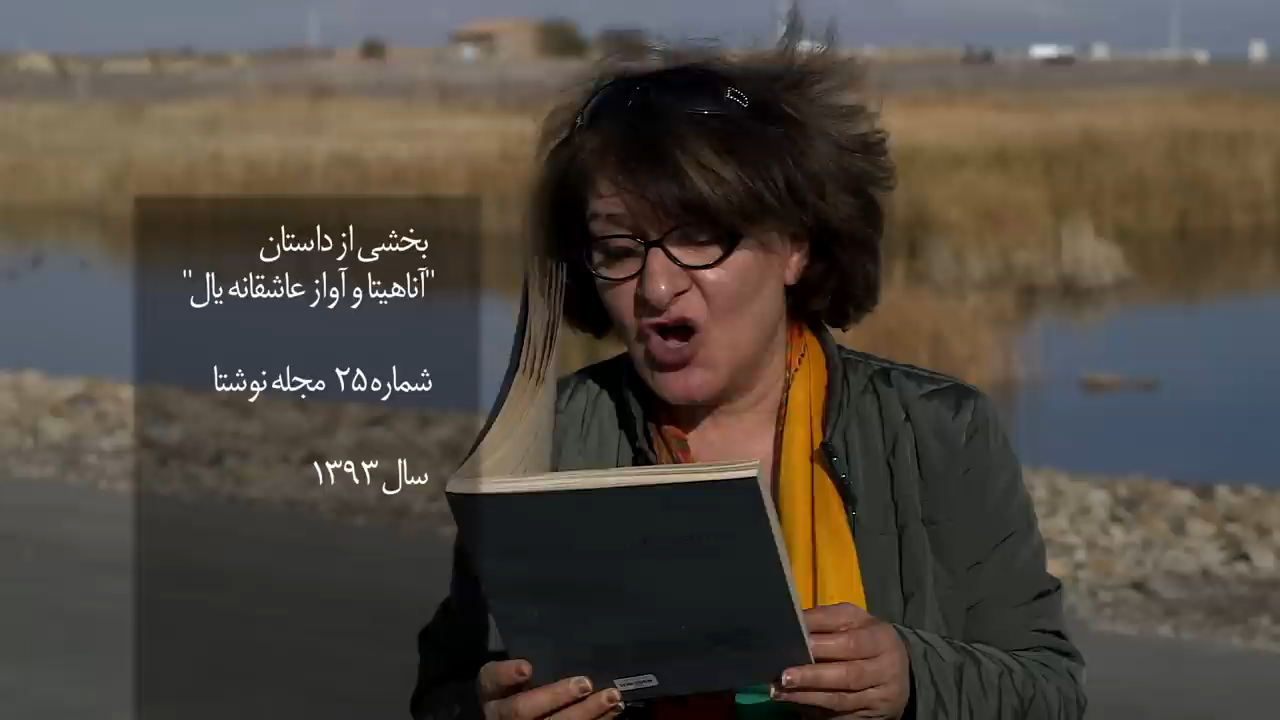 بخشی از داستان
"آناهیتا و آواز عاشقانه یال"
شماره ۲۵ مجله نوشتا
سال ۱۳۹۳